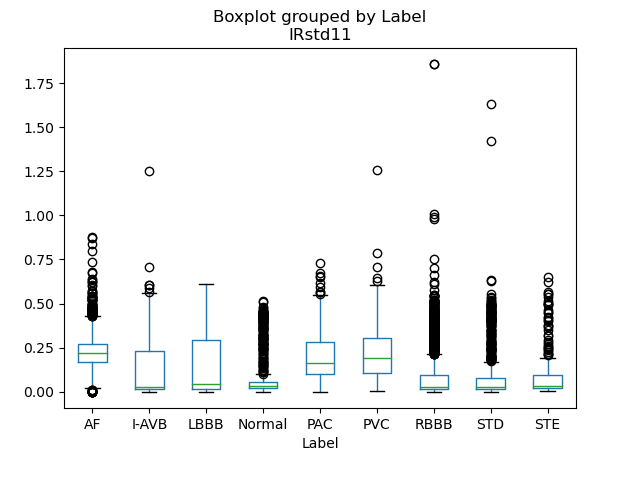 Boxplot grouped by Label
IRstd11
1.75
1.50
1.25
1.00
0.75
0.50
0.25
0.00
AF I-AVB LBBB Normal PAC PVC RBBB STD STE
Label